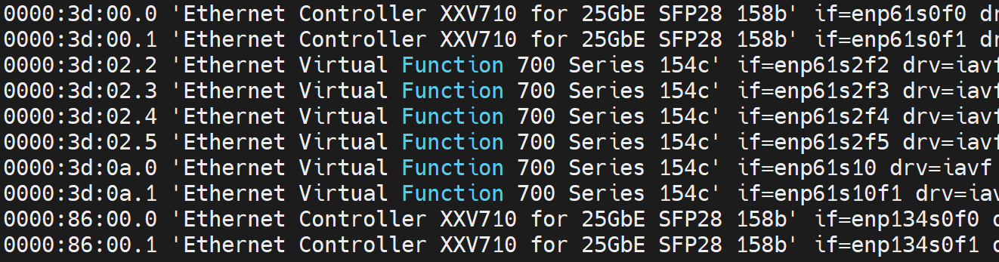 0000:3d:00.0 'Ethernet Controller XXV710 for 25GbE SFP28 158b' if=enp61s0f0
0000:3d:00.1 'Ethernet Controller XXV710 for 25GbE SFP28 158b' if=enp61s0f1
0000:3d:02.2 'Ethernet Virtual Function 700 Series 154c' if=enp61s2f2 drv=iavf
0000:3d:02.3 'Ethernet Virtual Function 700 Series 154c' if=enp61s2f3 drv=iavf
0000:3d:02.4 'Ethernet Virtual Function 700 Series 154c' if=enp61s2f4 drv=iavf
0000:3d:02.5 'Ethernet Virtual Function 700 Series 154c' if=enp61s2f5 drv=iavf
0000:3d:0a.0 'Ethernet Virtual Function 700 Series 154c' if=enp61s10 drv=iavf
0000:3d:0a.1 'Ethernet Virtual Function 700 Series 154c' if=enp61s10f1 drv=iav
0000:86:00.0 'Ethernet Controller XXV710 for 25GbE SFP28 158b' if=enp134s0f0
0000:86:00.1 'Ethernet Controller XXV710 for 25GbE SFP28 158b' if=enp134s0f1